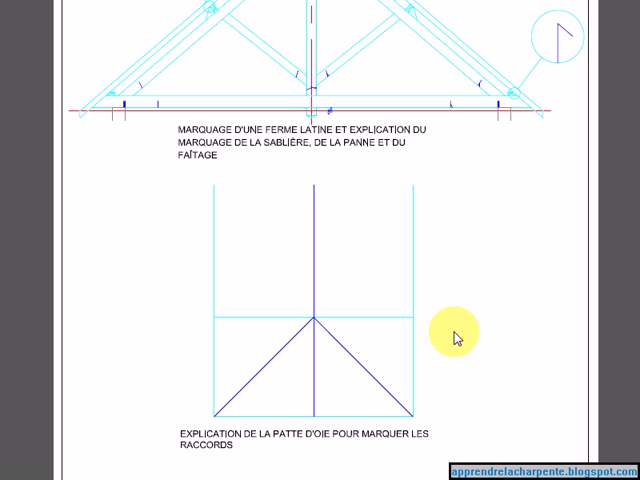 MARQUAGE D'UNE FERME LATINE ET EXPLICATION DU
MARQUAGE DE LA SABLIÈRE, DE LA PANNE ET DU
FAÎTAGE
EXPLICATION DE LA PATTE D'OIE POUR MARQUER LES
RACCORDS
apprendrelacharpente.blogspot.com